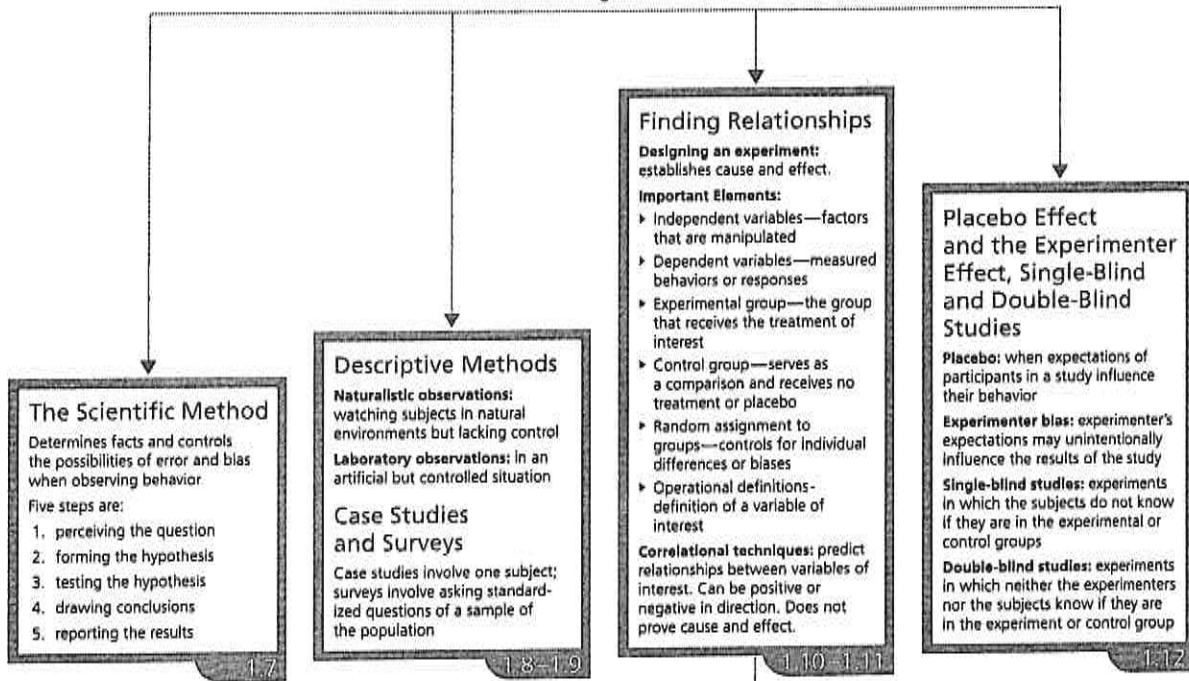 The Scientific Method
Determines facts and controls
the possibilities of error and bias
when observing behavior
Five steps are:
1. perceiving the question
2. forming the hypothesis
3. testing the hypothesis
4. drawing conclusions
5. reporting the results
1.7
Descriptive Methods
Naturalistic observations:
watching subjects in natural
environments but lacking control
Laboratory observations: in an
artificial but controlled situation
Case Studies
and Surveys
Case studies involve one subject;
surveys involve asking standard-
ized questions of a sample of
the population
1.8–1.9
Finding Relationships
Designing an experiment:
establishes cause and effect.
Important Elements:
▸ Independent variables—factors
that are manipulated
▸ Dependent variables—measured
behaviors or responses
▸ Experimental group—the group
that receives the treatment of
interest
▸ Control group—serves as
a comparison and receives no
treatment or placebo
▸ Random assignment to
groups—controls for individual
differences or biases
▸ Operational definitions-
definition of a variable of
interest
Correlational techniques: predict
relationships between variables of
interest. Can be positive or
negative in direction. Does not
prove cause and effect.
1.10–1.11
Placebo Effect
and the Experimenter
Effect, Single-Blind
and Double-Blind
Studies
Placebo: when expectations of
participants in a study influence
their behavior
Experimenter bias: experimenter's
expectations may unintentionally
influence the results of the study
Single-blind studies: experiments
in which the subjects do not know
if they are in the experimental or
control groups
Double-blind studies: experiments
in which neither the experimenters
nor the subjects know if they are
in the experiment or control group
1.12